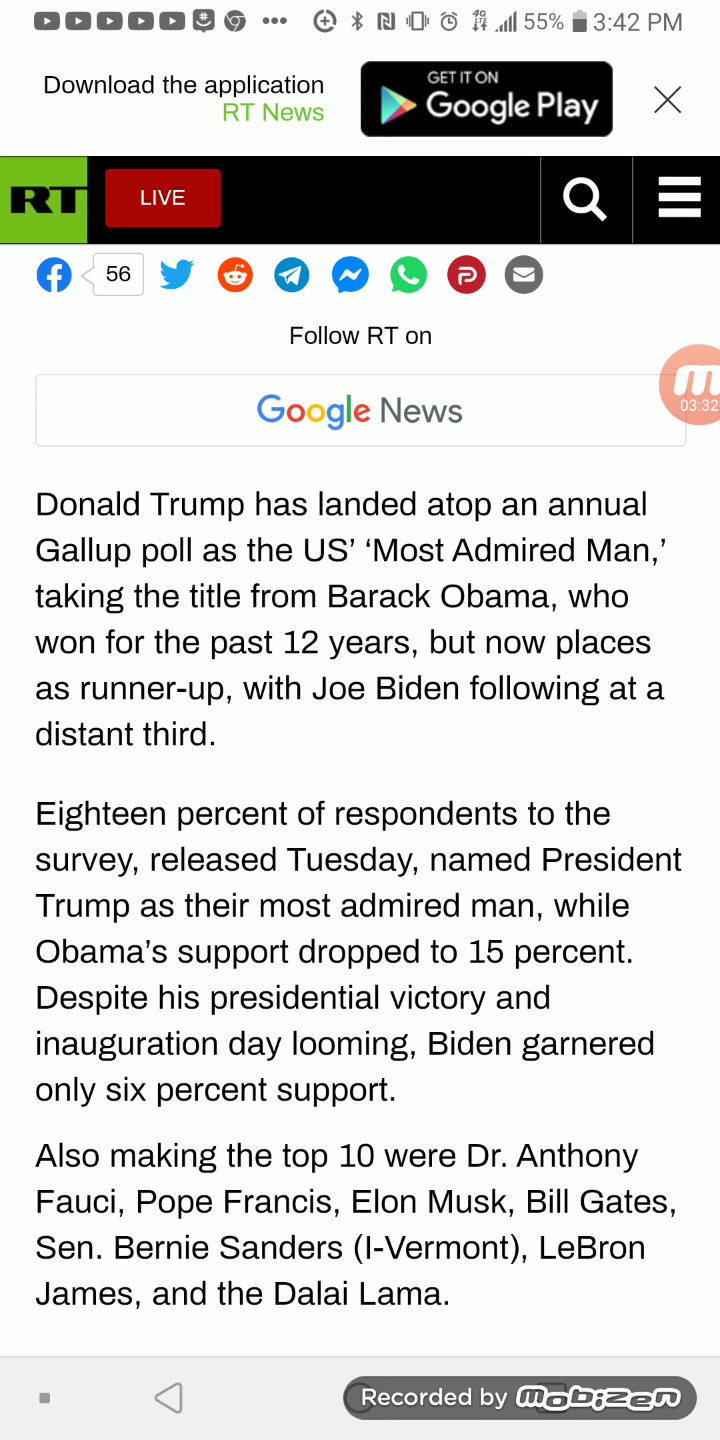 4G
LTE
55% 3:42 PM
Download the application
RT News
GET IT ON
Google Play
RT
LIVE
56
Follow RT on
Google News
03:32
Donald Trump has landed atop an annual
Gallup poll as the US’ ‘Most Admired Man,’
taking the title from Barack Obama, who
won for the past 12 years, but now places
as runner-up, with Joe Biden following at a
distant third.
Eighteen percent of respondents to the
survey, released Tuesday, named President
Trump as their most admired man, while
Obama’s support dropped to 15 percent.
Despite his presidential victory and
inauguration day looming, Biden garnered
only six percent support.
Also making the top 10 were Dr. Anthony
Fauci, Pope Francis, Elon Musk, Bill Gates,
Sen. Bernie Sanders (I-Vermont), LeBron
James, and the Dalai Lama.
Recorded by mobizen